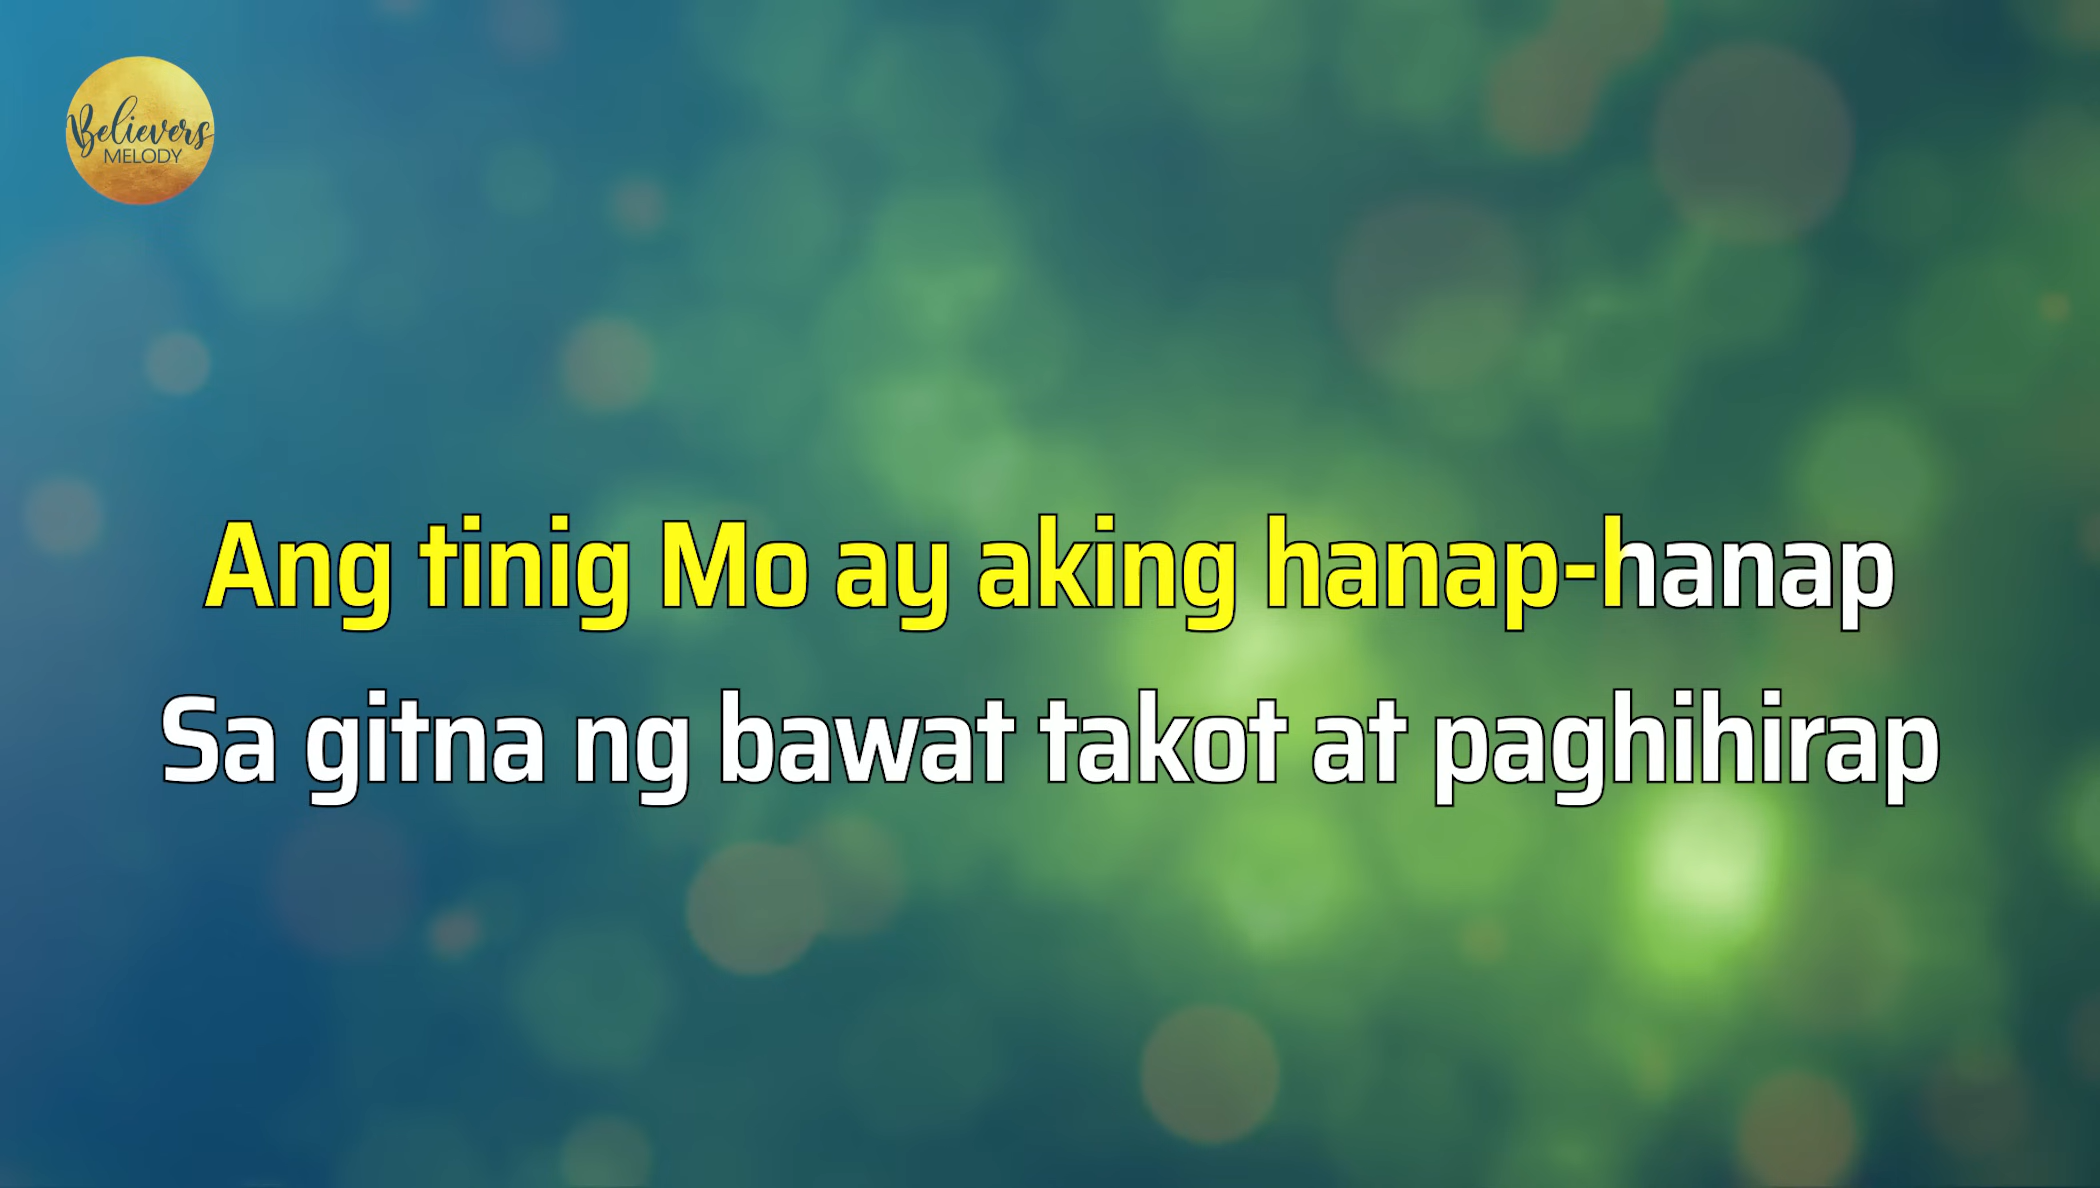 Believers
MELODY
Ang tinig Mo ay aking hanap-hanap
Sa gitna ng bawat takot at paghihirap